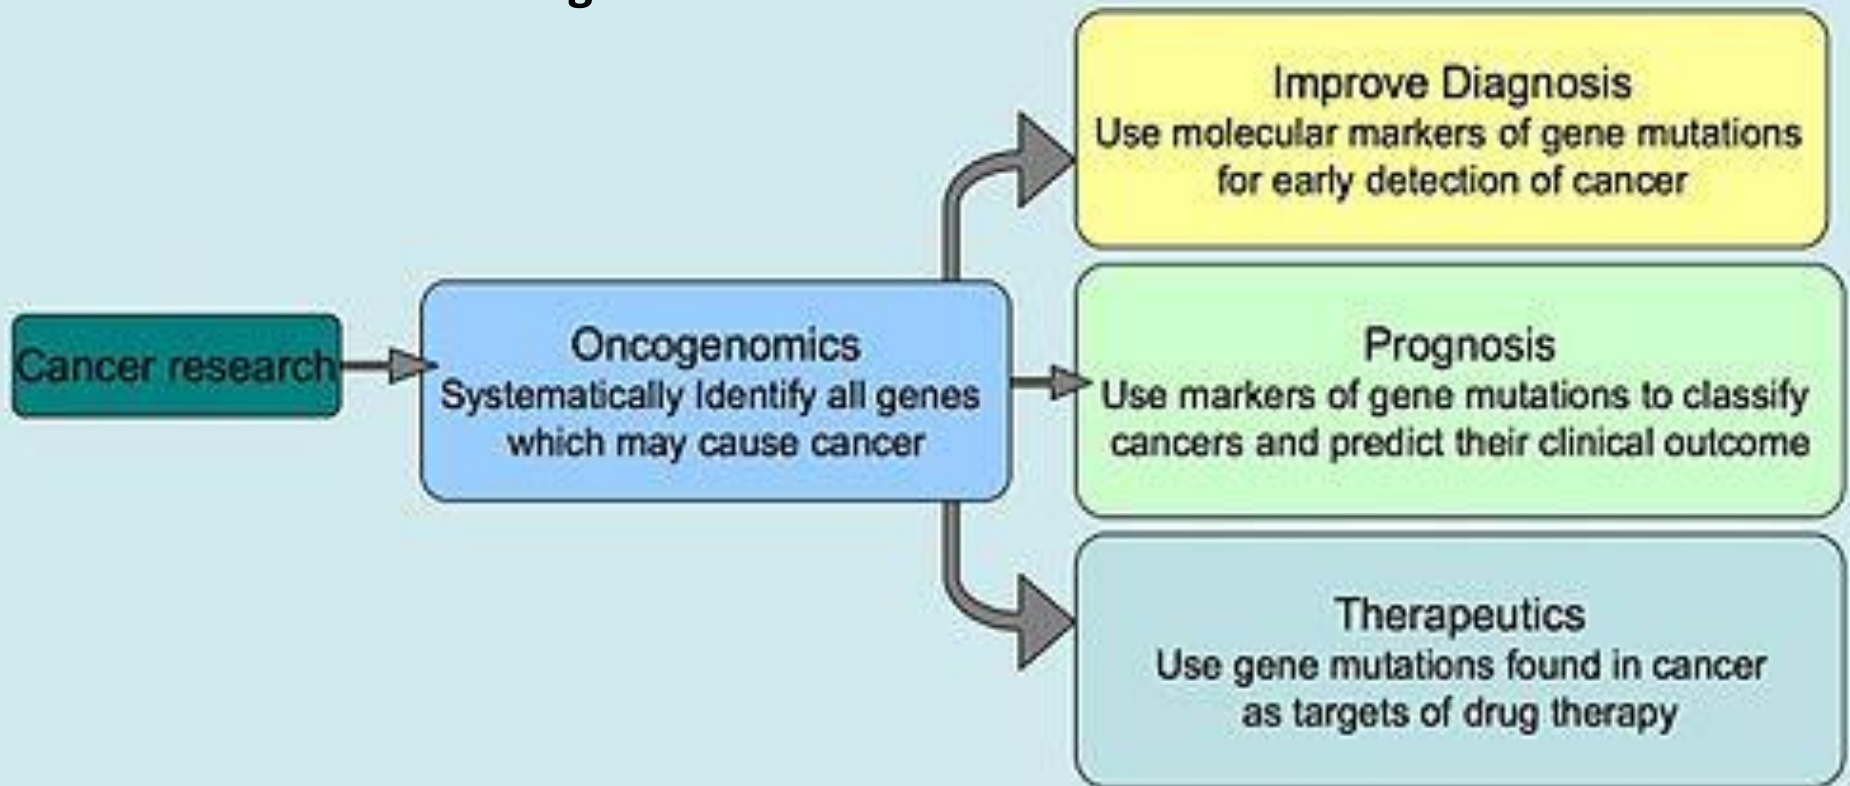 Cancer research
Oncogenomics
Systematically Identify all genes
which may cause cancer
Improve Diagnosis
Use molecular markers of gene mutations
for early detection of cancer
Prognosis
Use markers of gene mutations to classify
cancers and predict their clinical outcome
Therapeutics
Use gene mutations found in cancer
as targets of drug therapy